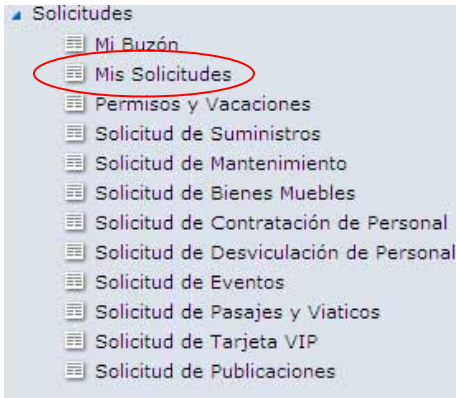 Solicitudes
Mi Buzón
Mis Solicitudes
Permisos y Vacaciones
Solicitud de Suministros
Solicitud de Mantenimiento
Solicitud de Bienes Muebles
Solicitud de Contratación de Personal
Solicitud de Desviculación de Personal
Solicitud de Eventos
Solicitud de Pasajes y Viaticos
Solicitud de Tarjeta VIP
Solicitud de Publicaciones